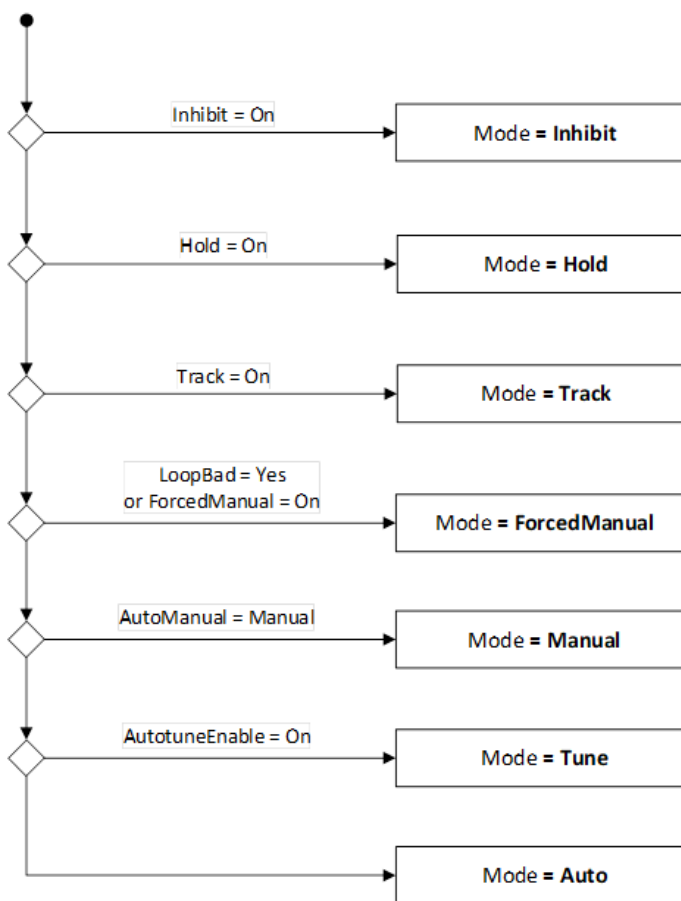 Inhibit = On
Mode = Inhibit
Hold = On
Mode = Hold
Track = On
Mode = Track
LoopBad = Yes
or ForcedManual = On
Mode = ForcedManual
AutoManual = Manual
Mode = Manual
AutotuneEnable = On
Mode = Tune
Mode = Auto